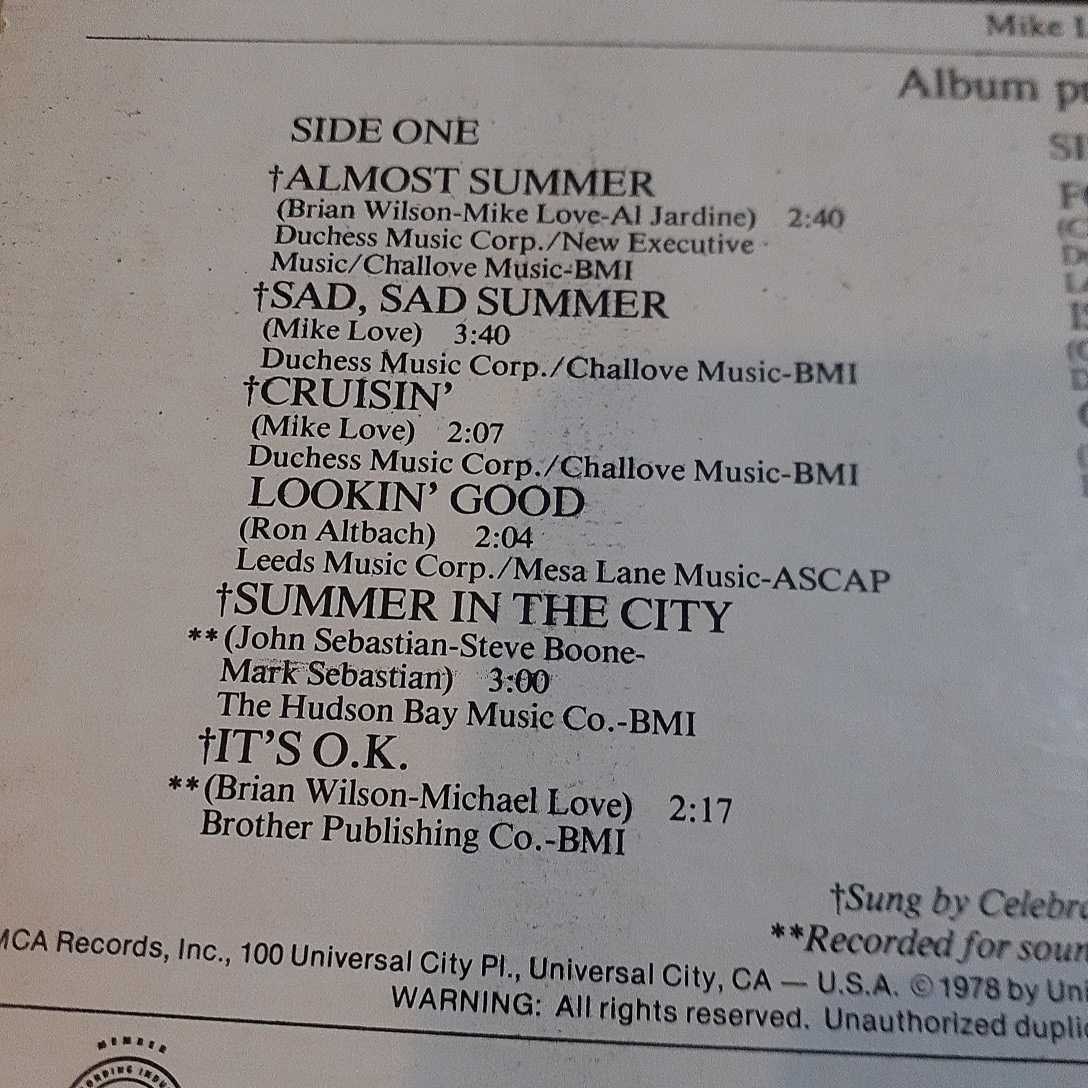 Mike
Album
SIDE ONE
†ALMOST SUMMER
(Brian Wilson-Mike Love-Al Jardine) 2:40
Duchess Music Corp./New Executive
Music/Challove Music-BMI
†SAD, SAD SUMMER
(Mike Love) 3:40
Duchess Music Corp./Challove Music-BMI
†CRUISIN’
(Mike Love) 2:07
Duchess Music Corp./Challove Music-BMI
LOOKIN’ GOOD
(Ron Altbach) 2:04
Leeds Music Corp./Mesa Lane Music-ASCAP
†SUMMER IN THE CITY
**(John Sebastian-Steve Boone-
Mark Sebastian) 3:00
The Hudson Bay Music Co.-BMI
†IT’S O.K.
**(Brian Wilson-Michael Love) 2:17
Brother Publishing Co.-BMI
†Sung by
**Recorded for
MCA Records, Inc., 100 Universal City Pl., Universal City, CA — U.S.A. ©1978 by
WARNING: All rights reserved. Unauthorized
MEMBER